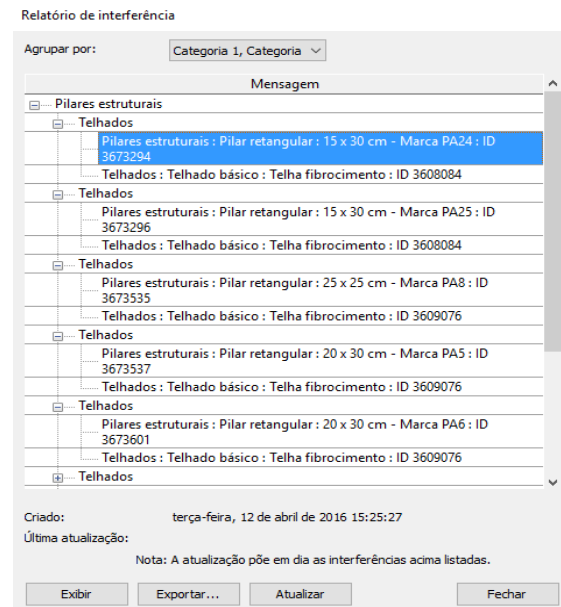 Relatório de interferência
Agrupar por:
Categoria 1, Categoria
Mensagem
Pilares estruturais
Telhados
Pilares estruturais : Pilar retangular : 15 x 30 cm - Marca PA24 : ID
3673294
Telhados : Telhado básico : Telha fibrocimento : ID 3608084
Telhados
Pilares estruturais : Pilar retangular : 15 x 30 cm - Marca PA25 : ID
3673296
Telhados : Telhado básico : Telha fibrocimento : ID 3608084
Telhados
Pilares estruturais : Pilar retangular : 25 x 25 cm - Marca PA8 : ID
3673535
Telhados : Telhado básico : Telha fibrocimento : ID 3609076
Telhados
Pilares estruturais : Pilar retangular : 20 x 30 cm - Marca PA5 : ID
3673537
Telhados : Telhado básico : Telha fibrocimento : ID 3609076
Telhados
Pilares estruturais : Pilar retangular : 20 x 30 cm - Marca PA6 : ID
3673601
Telhados : Telhado básico : Telha fibrocimento : ID 3609076
Telhados
Criado: terça-feira, 12 de abril de 2016 15:25:27
Última atualização:
Nota: A atualização põe em dia as interferências acima listadas.
Exibir Exportar... Atualizar Fechar